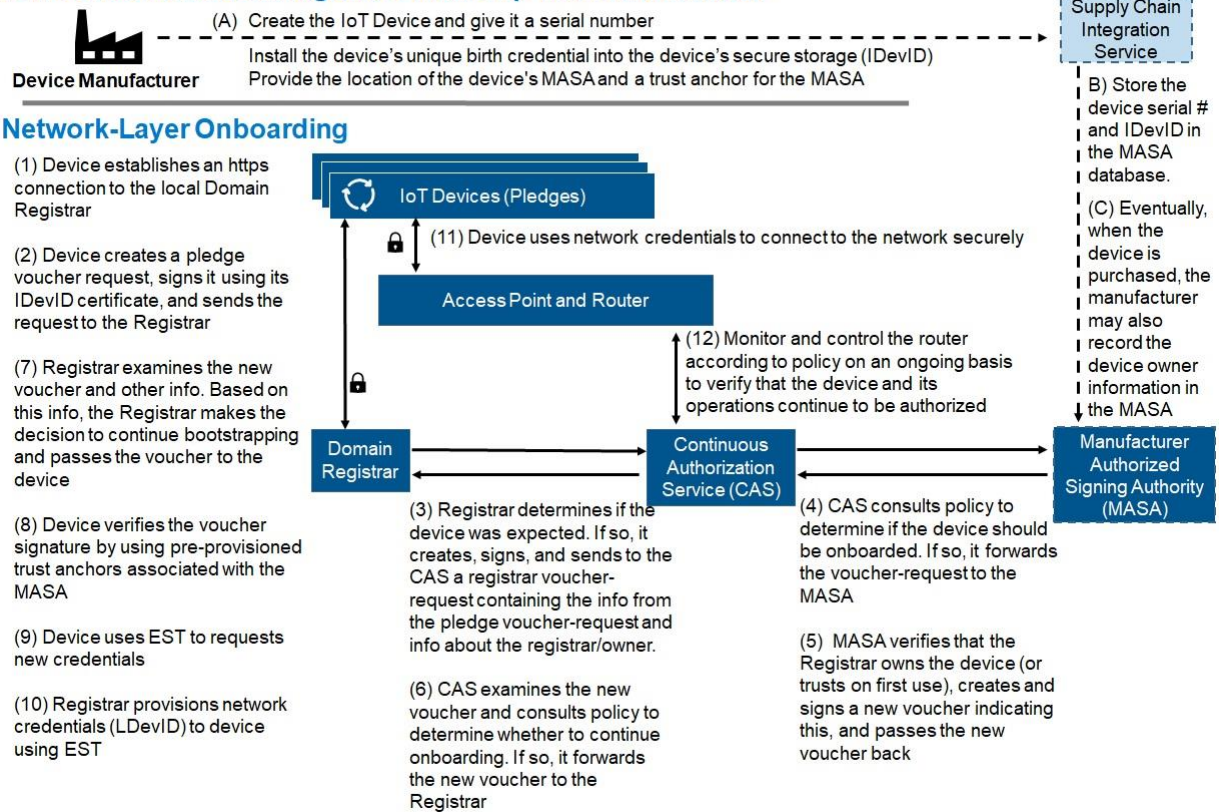 (A) Create the IoT Device and give it a serial number
Supply Chain
Integration
Service
Install the device's unique birth credential into the device's secure storage (IDevID)
Provide the location of the device's MASA and a trust anchor for the MASA
Device Manufacturer
B) Store the
device serial #
and IDevID in
the MASA
database.
(C) Eventually,
when the
device is
purchased, the
manufacturer
may also
record the
device owner
information in
the MASA
Network-Layer Onboarding
(1) Device establishes an https
connection to the local Domain
Registrar
(2) Device creates a pledge
voucher request, signs it using its
IDevID certificate, and sends the
request to the Registrar
(7) Registrar examines the new
voucher and other info. Based on
this info, the Registrar makes the
decision to continue bootstrapping
and passes the voucher to the
device
(8) Device verifies the voucher
signature by using pre-provisioned
trust anchors associated with the
MASA
(9) Device uses EST to requests
new credentials
(10) Registrar provisions network
credentials (LDevID) to device
using EST
IoT Devices (Pledges)
(11) Device uses network credentials to connect to the network securely
Access Point and Router
(12) Monitor and control the router
according to policy on an ongoing basis
to verify that the device and its
operations continue to be authorized
Domain
Registrar
Continuous
Authorization
Service (CAS)
Manufacturer
Authorized
Signing Authority
(MASA)
(3) Registrar determines if the
device was expected. If so, it
creates, signs, and sends to the
CAS a registrar voucher-
request containing the info from
the pledge voucher-request and
info about the registrar/owner.
(6) CAS examines the new
voucher and consults policy to
determine whether to continue
onboarding. If so, it forwards
the new voucher to the
Registrar
(4) CAS consults policy to
determine if the device should
be onboarded. If so, it forwards
the voucher-request to the
MASA
(5) MASA verifies that the
Registrar owns the device (or
trusts on first use), creates and
signs a new voucher indicating
this, and passes the new
voucher back